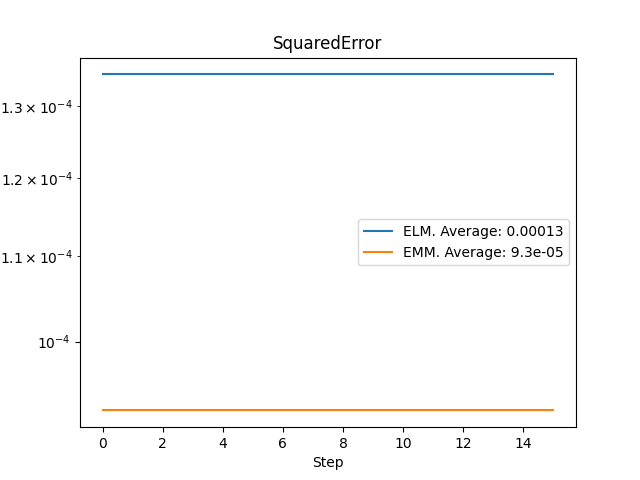 SquaredError
1.3 × 10⁻⁴
1.2 × 10⁻⁴
1.1 × 10⁻⁴
10⁻⁴
ELM. Average: 0.00013
EMM. Average: 9.3e-05
0 2 4 6 8 10 12 14
Step